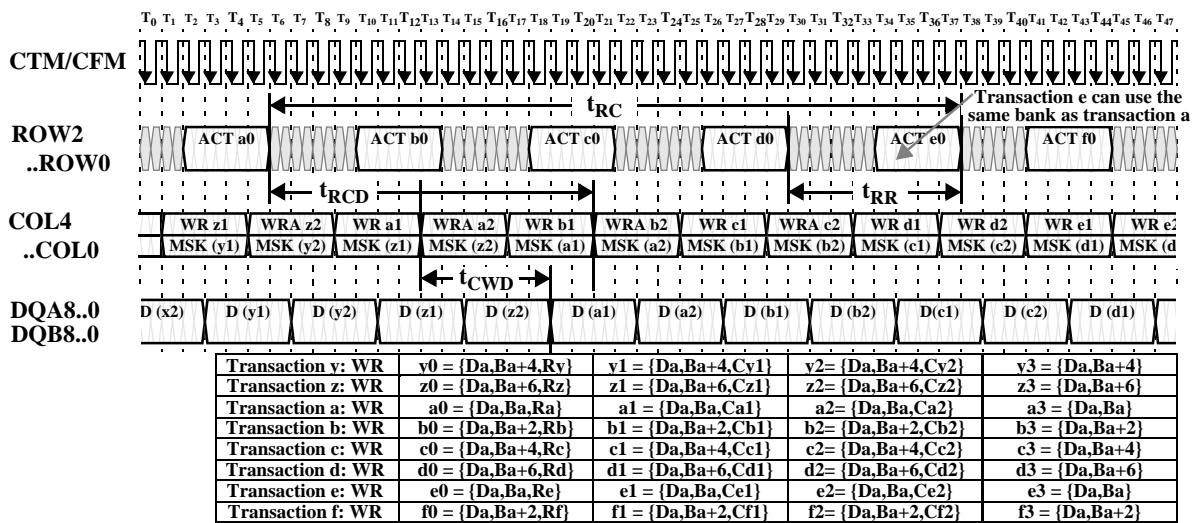 T0 T1 T2 T3 T4 T5 T6 T7 T8 T9 T10 T11 T12 T13 T14 T15 T16 T17 T18 T19 T20 T21 T22 T23 T24 T25 T26 T27 T28 T29 T30 T31 T32 T33 T34 T35 T36 T37 T38 T39 T40 T41 T42 T43 T44 T45 T46 T47
CTM/CFM
tRC
Transaction e can use the
same bank as transaction a
ROW2
..ROW0
ACT a0 ACT b0 ACT c0 ACT d0 ACT e0 ACT f0
tRCD tRR
COL4
..COL0
WR z1 WRA z2 WR a1 WRA a2 WR b1 WRA b2 WR c1 WRA c2 WR d1 WR d2 WR e1 WR e2
MSK (y1) MSK (y2) MSK (z1) MSK (z2) MSK (a1) MSK (a2) MSK (b1) MSK (b2) MSK (c1) MSK (c2) MSK (d1) MSK (d
tCWD
DQA8..0
DQB8..0
D (x2) D (y1) D (y2) D (z1) D (z2) D (a1) D (a2) D (b1) D (b2) D(c1) D (c2) D (d1)
Transaction y: WR y0 = {Da,Ba+4,Ry} y1 = {Da,Ba+4,Cy1} y2= {Da,Ba+4,Cy2} y3 = {Da,Ba+4}
Transaction z: WR z0 = {Da,Ba+6,Rz} z1 = {Da,Ba+6,Cz1} z2= {Da,Ba+6,Cz2} z3 = {Da,Ba+6}
Transaction a: WR a0 = {Da,Ba,Ra} a1 = {Da,Ba,Ca1} a2= {Da,Ba,Ca2} a3 = {Da,Ba}
Transaction b: WR b0 = {Da,Ba+2,Rb} b1 = {Da,Ba+2,Cb1} b2= {Da,Ba+2,Cb2} b3 = {Da,Ba+2}
Transaction c: WR c0 = {Da,Ba+4,Rc} c1 = {Da,Ba+4,Cc1} c2= {Da,Ba+4,Cc2} c3 = {Da,Ba+4}
Transaction d: WR d0 = {Da,Ba+6,Rd} d1 = {Da,Ba+6,Cd1} d2= {Da,Ba+6,Cd2} d3 = {Da,Ba+6}
Transaction e: WR e0 = {Da,Ba,Re} e1 = {Da,Ba,Ce1} e2= {Da,Ba,Ce2} e3 = {Da,Ba}
Transaction f: WR f0 = {Da,Ba+2,Rf} f1 = {Da,Ba+2,Cf1} f2= {Da,Ba+2,Cf2} f3 = {Da,Ba+2}